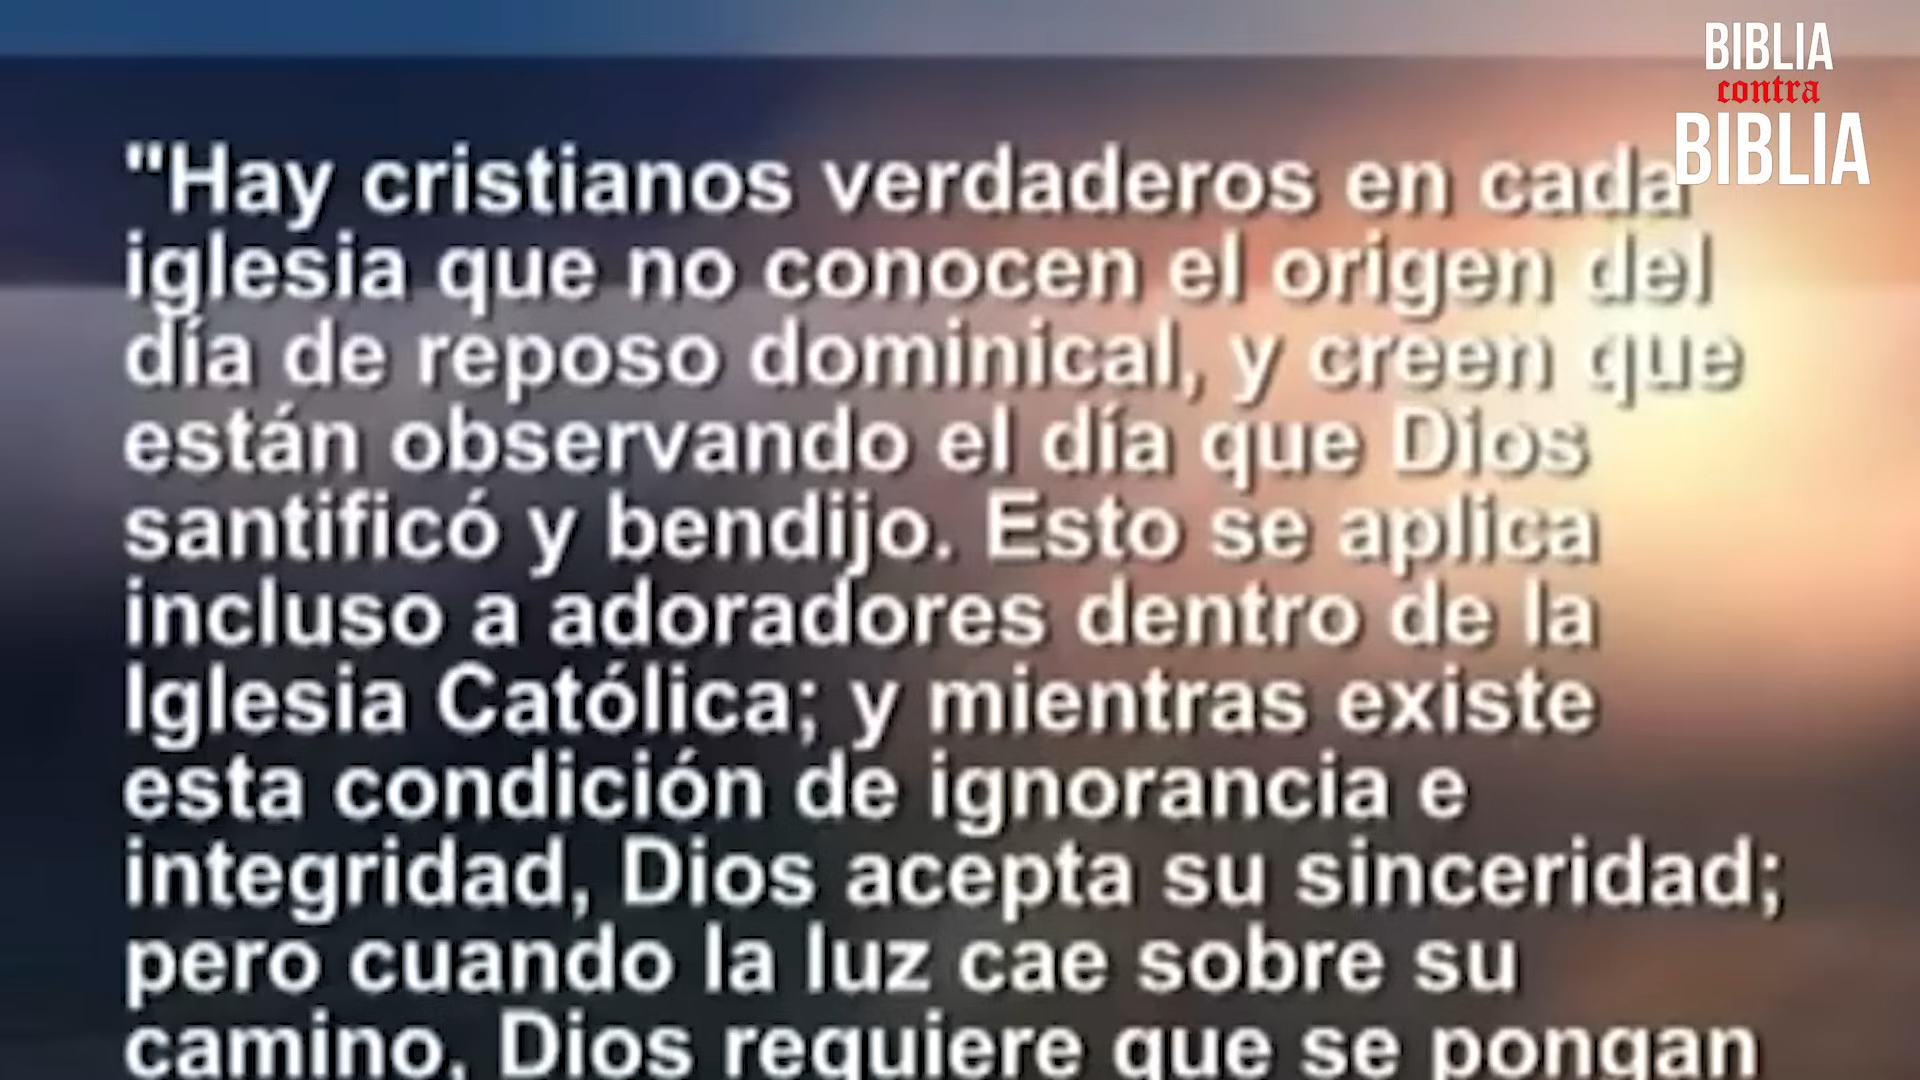 BIBLIA
contra
BIBLIA
"Hay cristianos verdaderos en cada
iglesia que no conocen el origen del
día de reposo dominical, y creen que
están observando el día que Dios
santificó y bendijo. Esto se aplica
incluso a adoradores dentro de la
Iglesia Católica; y mientras existe
esta condición de ignorancia e
integridad, Dios acepta su sinceridad;
pero cuando la luz cae sobre su
camino, Dios requiere que se pongan